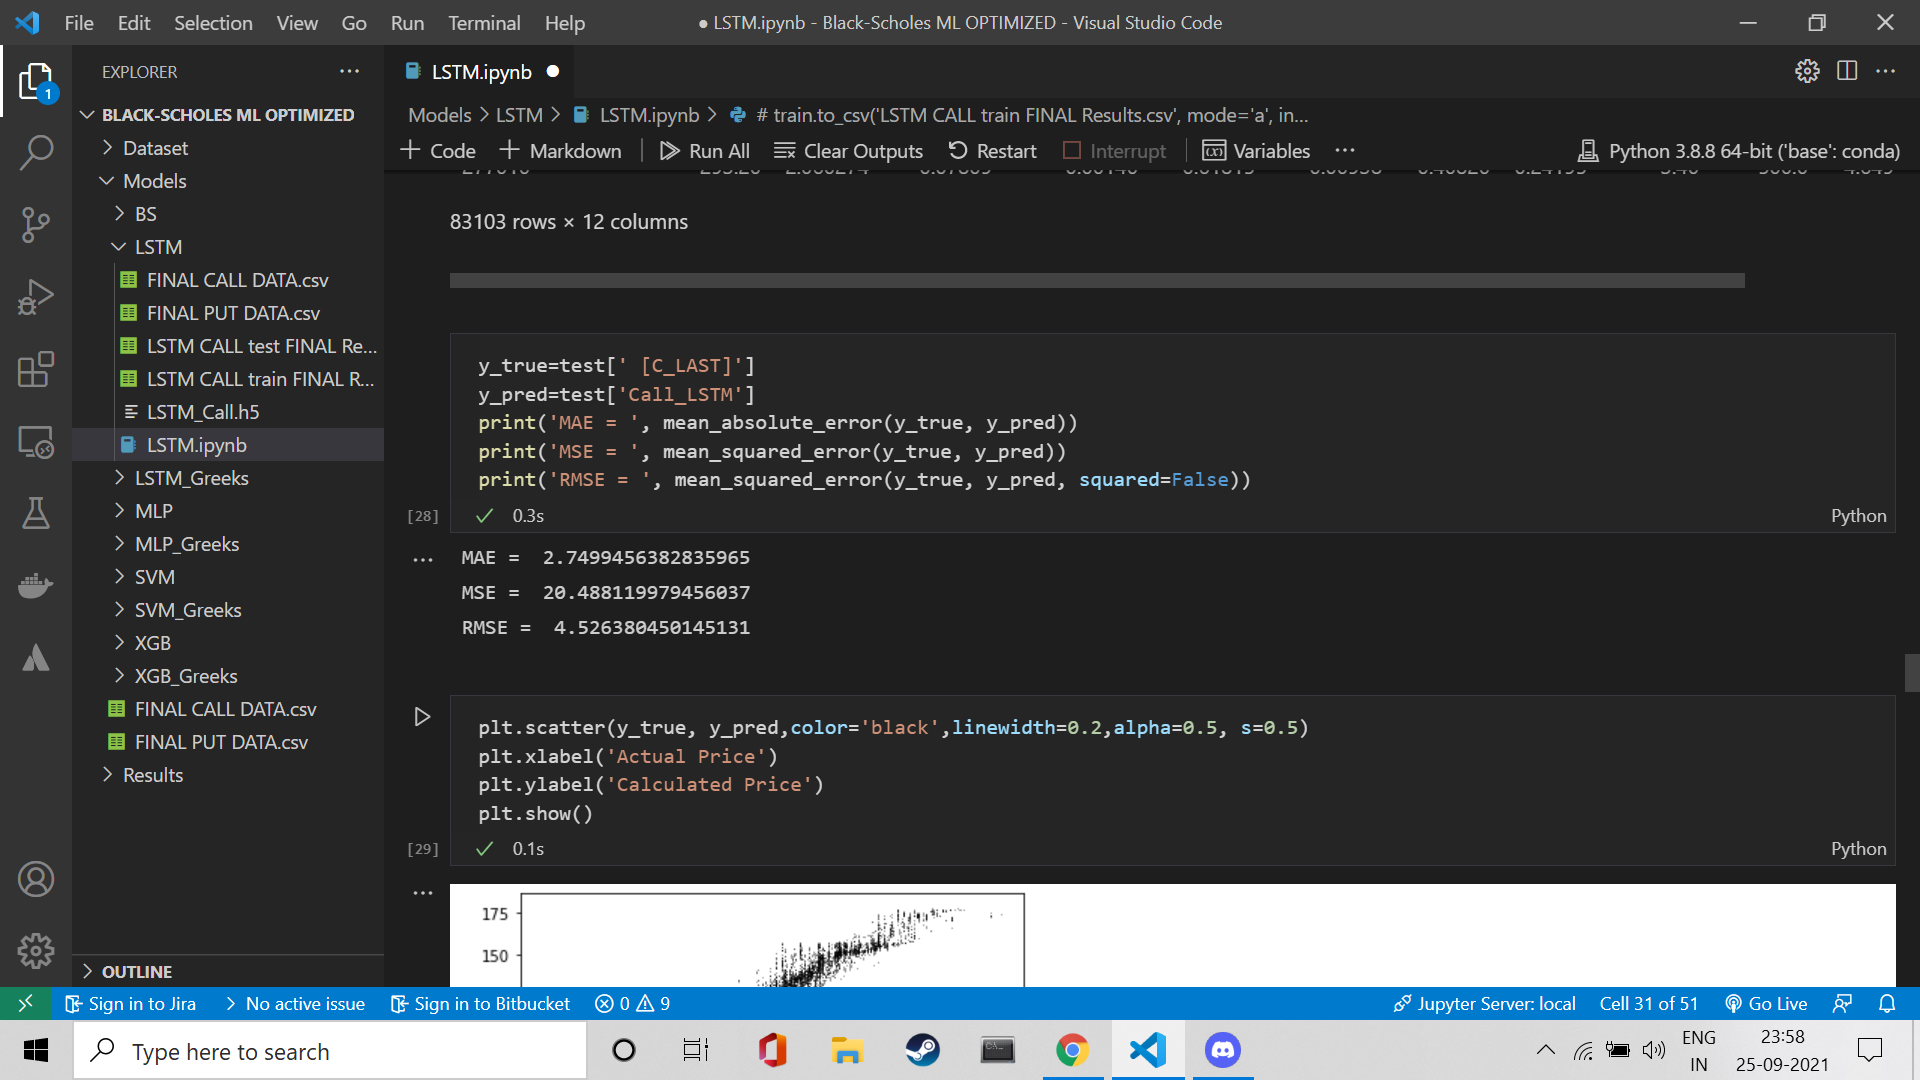 File Edit Selection View Go Run Terminal Help
● LSTM.ipynb - Black-Scholes ML OPTIMIZED - Visual Studio Code
EXPLORER
1
BLACK-SCHOLES ML OPTIMIZED
Dataset
Models
BS
LSTM
FINAL CALL DATA.csv
FINAL PUT DATA.csv
LSTM CALL test FINAL Re...
LSTM CALL train FINAL R...
LSTM_Call.h5
LSTM.ipynb
LSTM_Greeks
MLP
MLP_Greeks
SVM
SVM_Greeks
XGB
XGB_Greeks
FINAL CALL DATA.csv
FINAL PUT DATA.csv
Results
OUTLINE
LSTM.ipynb
Models > LSTM > LSTM.ipynb > # train.to_csv('LSTM CALL train FINAL Results.csv', mode='a', in...
+ Code + Markdown Run All Clear Outputs Restart Interrupt Variables ... Python 3.8.8 64-bit ('base': conda)
83103 rows × 12 columns
y_true=test[' [C_LAST]']
y_pred=test['Call_LSTM']
print('MAE = ', mean_absolute_error(y_true, y_pred))
print('MSE = ', mean_squared_error(y_true, y_pred))
print('RMSE = ', mean_squared_error(y_true, y_pred, squared=False))
[28] 0.3s Python
MAE =  2.7499456382835965
MSE =  20.488119979456037
RMSE =  4.526380450145131
plt.scatter(y_true, y_pred,color='black',linewidth=0.2,alpha=0.5, s=0.5)
plt.xlabel('Actual Price')
plt.ylabel('Calculated Price')
plt.show()
[29] 0.1s Python
175
150
Sign in to Jira No active issue Sign in to Bitbucket 0 9 Jupyter Server: local Cell 31 of 51 Go Live
Type here to search
ENG
IN
23:58
25-09-2021